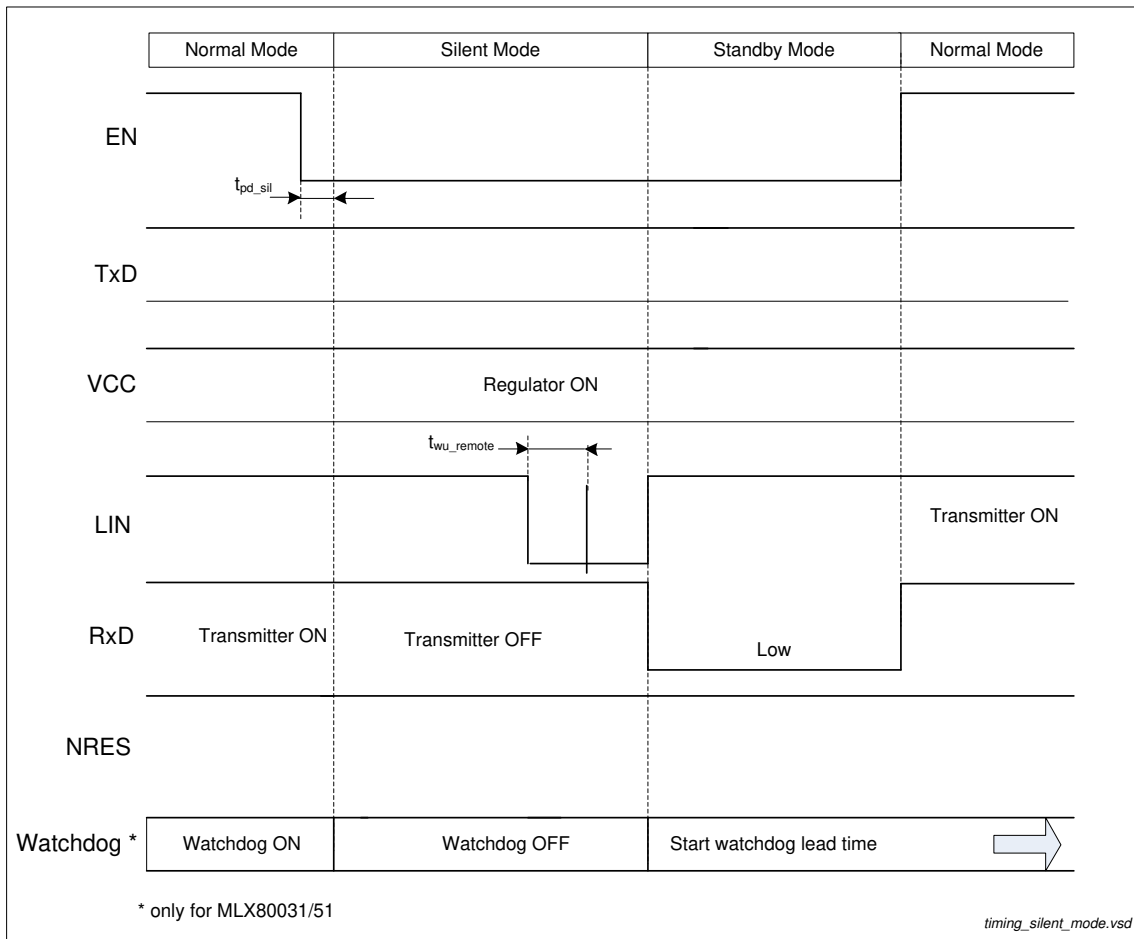 Normal Mode Silent Mode Standby Mode Normal Mode
EN
tpd_sil
TxD
VCC
Regulator ON
twu_remote
LIN
Transmitter ON
RxD
Transmitter ON Transmitter OFF
Low
NRES
Watchdog * Watchdog ON Watchdog OFF Start watchdog lead time
* only for MLX80031/51
timing_silent_mode.vsd